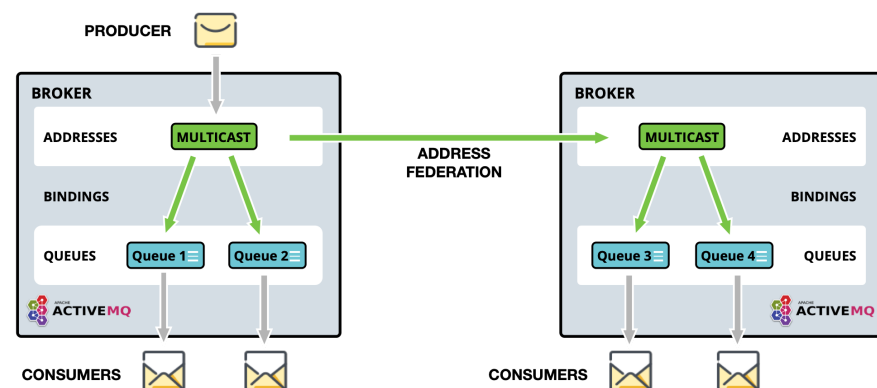 PRODUCER
BROKER
ADDRESSES
MULTICAST
BINDINGS
QUEUES
Queue 1
Queue 2
APACHE
ACTIVEMQ
CONSUMERS
ADDRESS
FEDERATION
BROKER
MULTICAST
ADDRESSES
BINDINGS
Queue 3
Queue 4
QUEUES
APACHE
ACTIVEMQ
CONSUMERS